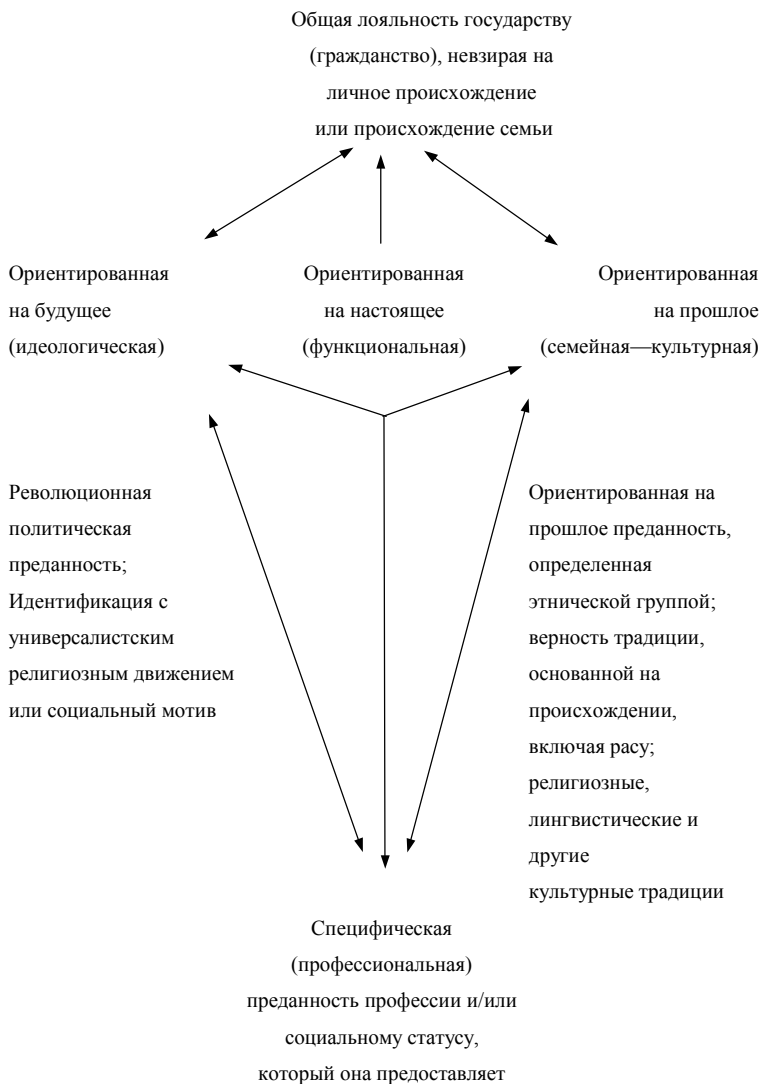 Общая лояльность государству
(гражданство), невзирая на
личное происхождение
или происхождение семьи
Ориентированная
на будущее
(идеологическая)
Ориентированная
на настоящее
(функциональная)
Ориентированная
на прошлое
(семейная—культурная)
Революционная
политическая
преданность;
Идентификация с
универсалистским
религиозным движением
или социальный мотив
Ориентированная на
прошлое преданность,
определенная
этнической группой;
верность традиции,
основанной на
происхождении,
включая расу;
религиозные,
лингвистические и
другие
культурные традиции
Специфическая
(профессиональная)
преданность профессии и/или
социальному статусу,
который она предоставляет